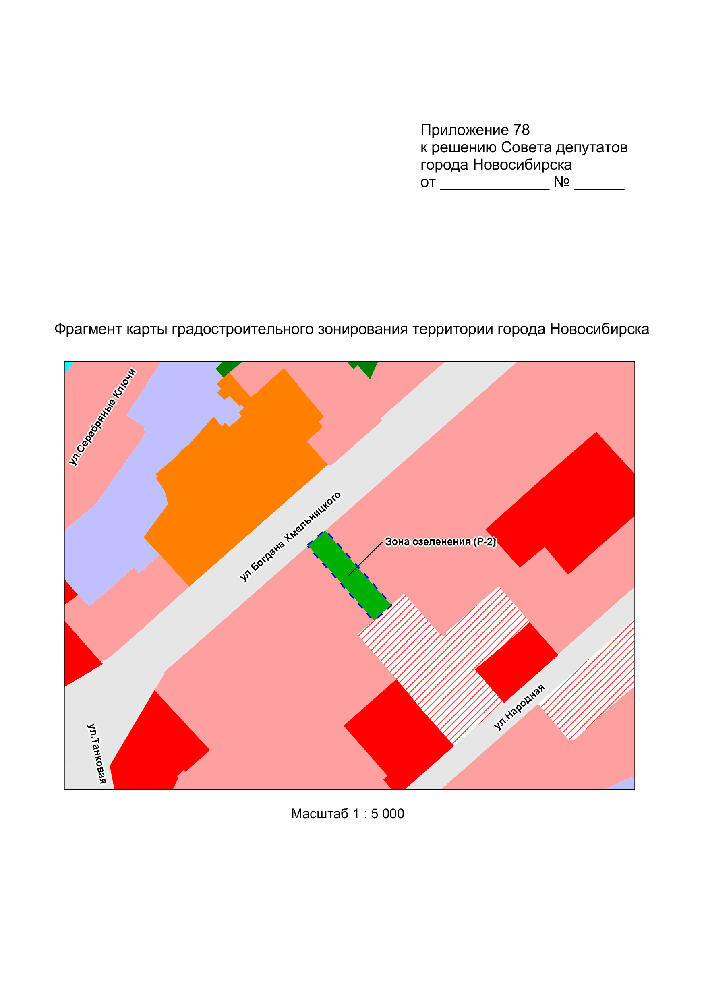 Приложение 78
к решению Совета депутатов
города Новосибирска
от _____________ № ______
Фрагмент карты градостроительного зонирования территории города Новосибирска
ул.Серебряные Ключи
ул.Богдана Хмельницкого
Зона озеленения (Р-2)
ул.Народная
ул.Танковая
Масштаб 1 : 5 000